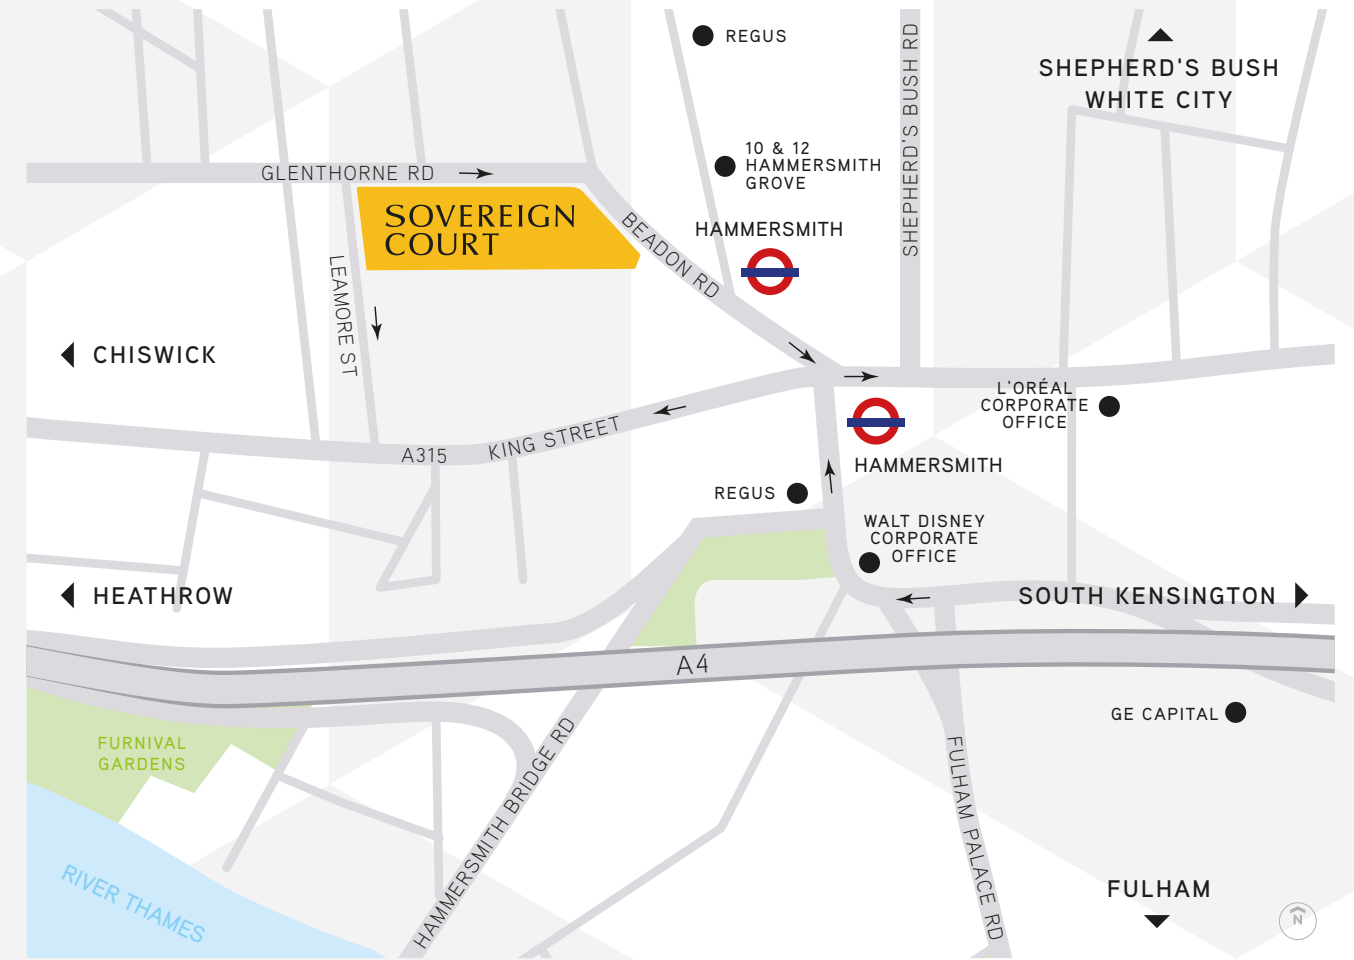 REGUS
SHEPHERD'S BUSH RD
SHEPHERD'S BUSH
WHITE CITY
10 & 12
HAMMERSMITH
GROVE
GLENTHORNE RD
SOVEREIGN
COURT
BEADON RD
HAMMERSMITH
LEAMORE ST
CHISWICK
L'ORÉAL
CORPORATE
OFFICE
A315
KING STREET
HAMMERSMITH
REGUS
WALT DISNEY
CORPORATE
OFFICE
HEATHROW
SOUTH KENSINGTON
A4
GE CAPITAL
FURNIVAL
GARDENS
HAMMERSMITH BRIDGE RD
FULHAM PALACE RD
RIVER THAMES
FULHAM
N